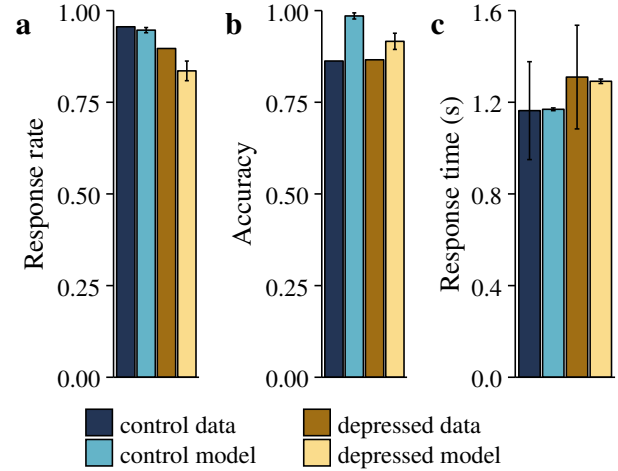 a
Response rate
1.00
0.75
0.50
0.25
0.00
b
Accuracy
1.00
0.75
0.50
0.25
0.00
c
Response time (s)
1.6
1.2
0.8
0.4
0.0
control data
depressed data
control model
depressed model